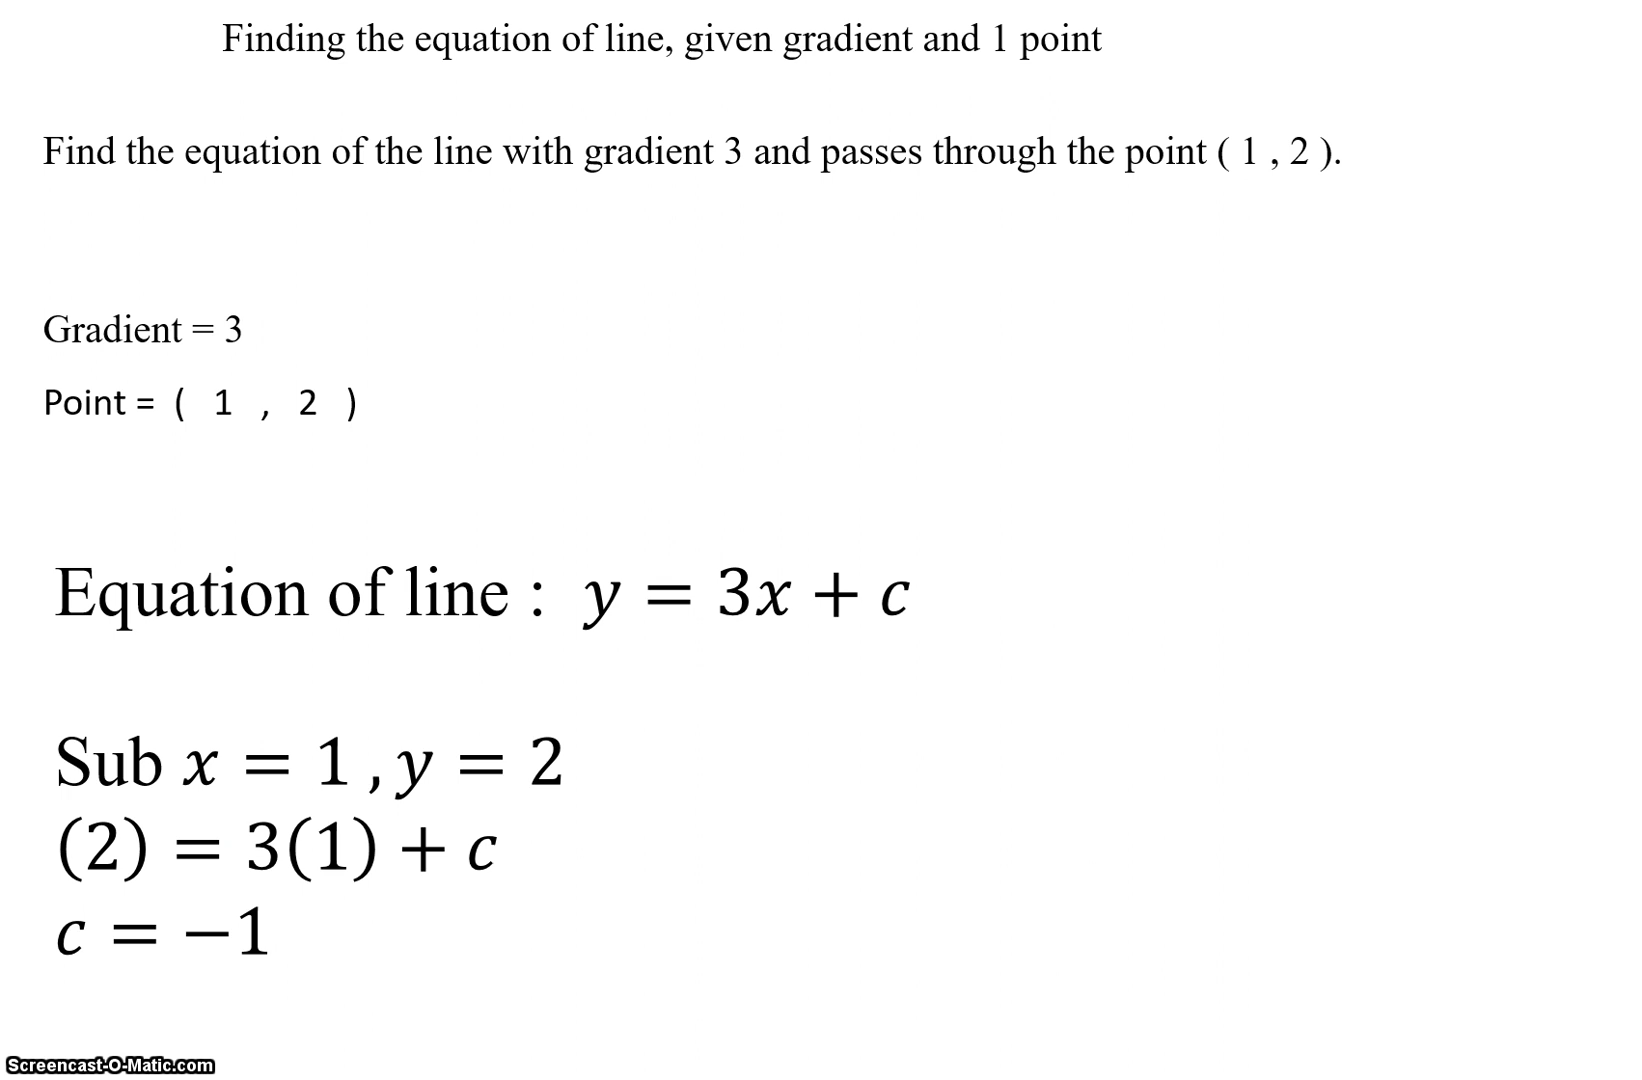 Finding the equation of line, given gradient and 1 point
Find the equation of the line with gradient 3 and passes through the point ( 1 , 2 ).
Gradient = 3
Point = ( 1 , 2 )
Equation of line : y = 3x + c
Sub x = 1 , y = 2
(2) = 3(1) + c
c = −1
Screencast-O-Matic.com